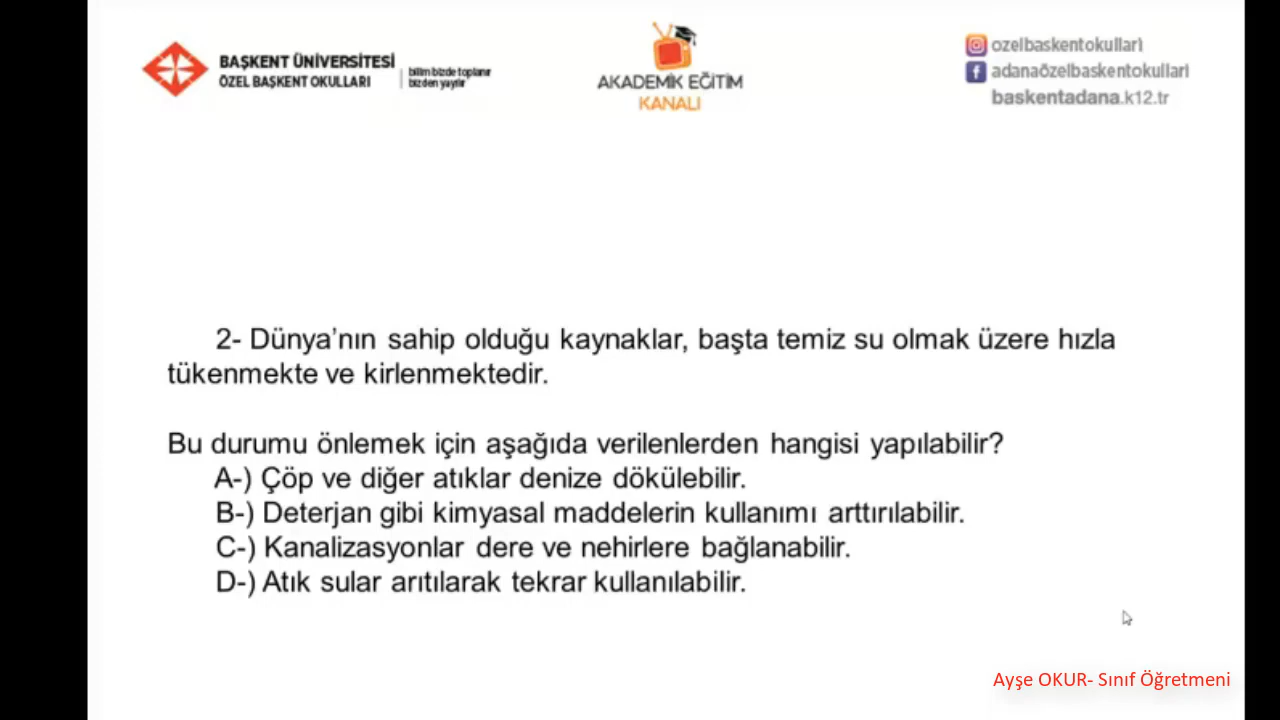 BAŞKENT ÜNİVERSİTESİ
ÖZEL BAŞKENT OKULLARI
bilim bizde toplanır
bizden yayılır
AKADEMİK EĞİTİM
KANALI
ozelbaskentokullari
adanaözelbaskentokullari
baskentadana.k12.tr
2- Dünya’nın sahip olduğu kaynaklar, başta temiz su olmak üzere hızla
tükenmekte ve kirlenmektedir.
Bu durumu önlemek için aşağıda verilenlerden hangisi yapılabilir?
A-) Çöp ve diğer atıklar denize dökülebilir.
B-) Deterjan gibi kimyasal maddelerin kullanımı arttırılabilir.
C-) Kanalizasyonlar dere ve nehirlere bağlanabilir.
D-) Atık sular arıtılarak tekrar kullanılabilir.
Ayşe OKUR- Sınıf Öğretmeni